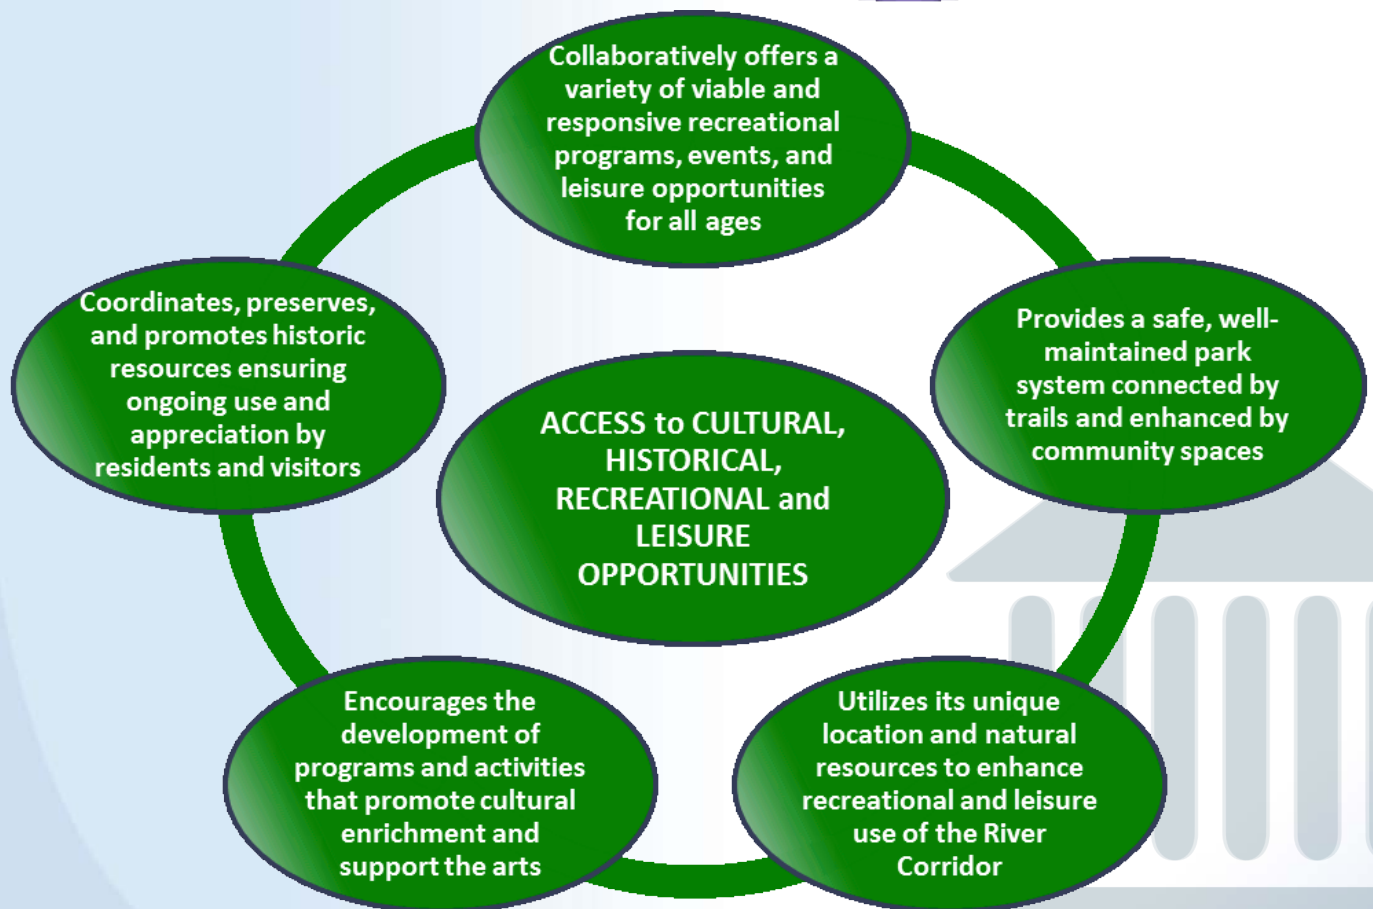 Collaboratively offers a
variety of viable and
responsive recreational
programs, events, and
leisure opportunities
for all ages
Provides a safe, well-
maintained park
system connected by
trails and enhanced by
community spaces
Utilizes its unique
location and natural
resources to enhance
recreational and leisure
use of the River
Corridor
Encourages the
development of
programs and activities
that promote cultural
enrichment and
support the arts
Coordinates, preserves,
and promotes historic
resources ensuring
ongoing use and
appreciation by
residents and visitors
ACCESS to CULTURAL,
HISTORICAL,
RECREATIONAL and
LEISURE
OPPORTUNITIES